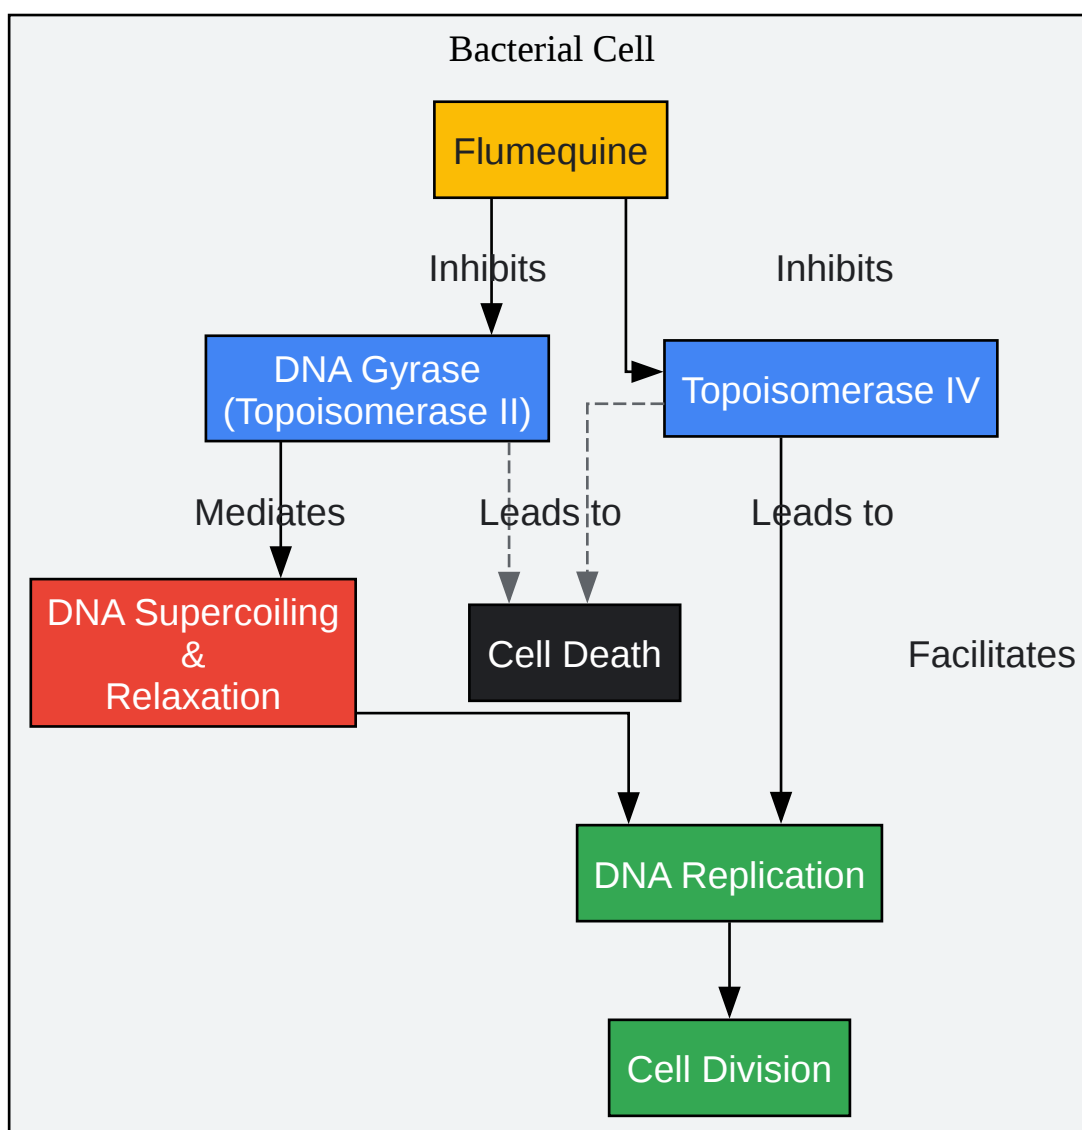 Bacterial Cell
Flumequine
Inhibits
Inhibits
DNA Gyrase
(Topoisomerase II)
Topoisomerase IV
Mediates
Leads to
Leads to
DNA Supercoiling
&
Relaxation
Cell Death
Facilitates
DNA Replication
Cell Division